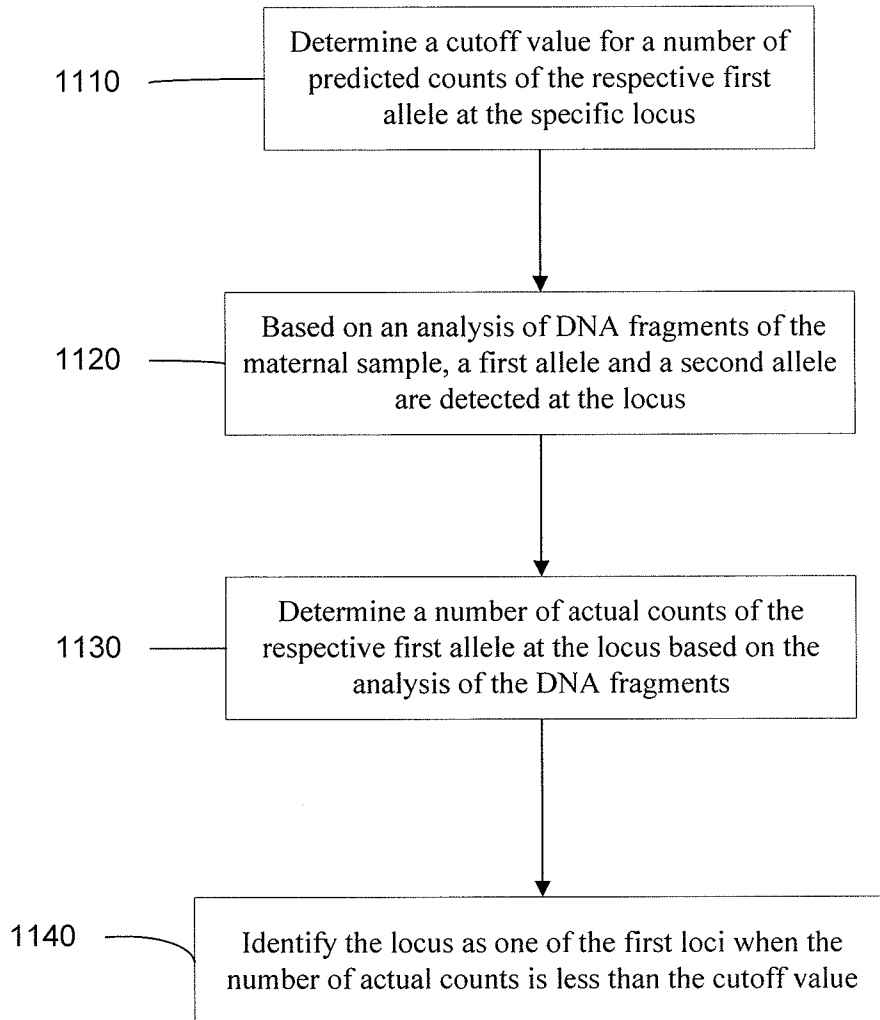 1110
Determine a cutoff value for a number of
predicted counts of the respective first
allele at the specific locus
1120
Based on an analysis of DNA fragments of the
maternal sample, a first allele and a second allele
are detected at the locus
1130
Determine a number of actual counts of the
respective first allele at the locus based on the
analysis of the DNA fragments
1140
Identify the locus as one of the first loci when the
number of actual counts is less than the cutoff value